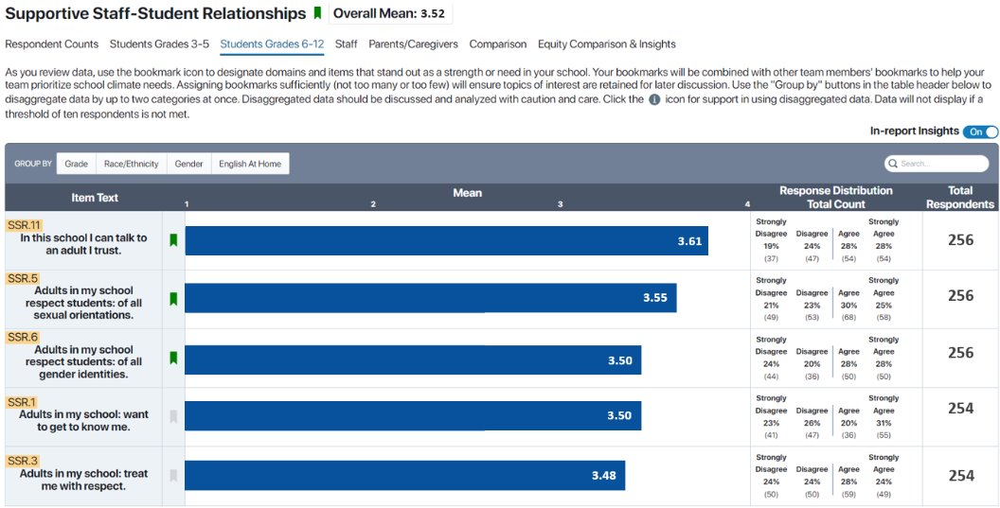 Supportive Staff-Student Relationships Overall Mean: 3.52
Respondent Counts Students Grades 3-5 Students Grades 6-12 Staff Parents/Caregivers Comparison Equity Comparison & Insights
As you review data, use the bookmark icon to designate domains and items that stand out as a strength or need in your school. Your bookmarks will be combined with other team members' bookmarks to help your
team prioritize school climate needs. Assigning bookmarks sufficiently (not too many or too few) will ensure topics of interest are retained for later discussion. Use the "Group by" buttons in the table header below to
disaggregate data by up to two categories at once. Disaggregated data should be discussed and analyzed with caution and care. Click the i icon for support in using disaggregated data. Data will not display if a
threshold of ten respondents is not met.
In-report Insights On
GROUP BY Grade Race/Ethnicity Gender English At Home Search...
Item Text
Mean
1 2 3 4
Response Distribution
Total Count
Total
Respondents
SSR.11
In this school I can talk to
an adult I trust.
3.61
Strongly Strongly
Disagree Disagree Agree Agree
19% 24% 28% 28%
(37) (47) (54) (54)
256
SSR.5
Adults in my school
respect students: of all
sexual orientations.
3.55
Strongly Strongly
Disagree Disagree Agree Agree
21% 23% 30% 25%
(49) (53) (68) (58)
256
SSR.6
Adults in my school
respect students: of all
gender identities.
3.50
Strongly Strongly
Disagree Disagree Agree Agree
24% 20% 28% 28%
(44) (36) (50) (50)
256
SSR.1
Adults in my school: want
to get to know me.
3.50
Strongly Strongly
Disagree Disagree Agree Agree
23% 26% 20% 31%
(41) (47) (36) (55)
254
SSR.3
Adults in my school: treat
me with respect.
3.48
Strongly Strongly
Disagree Disagree Agree Agree
24% 24% 28% 24%
(50) (50) (59) (49)
254